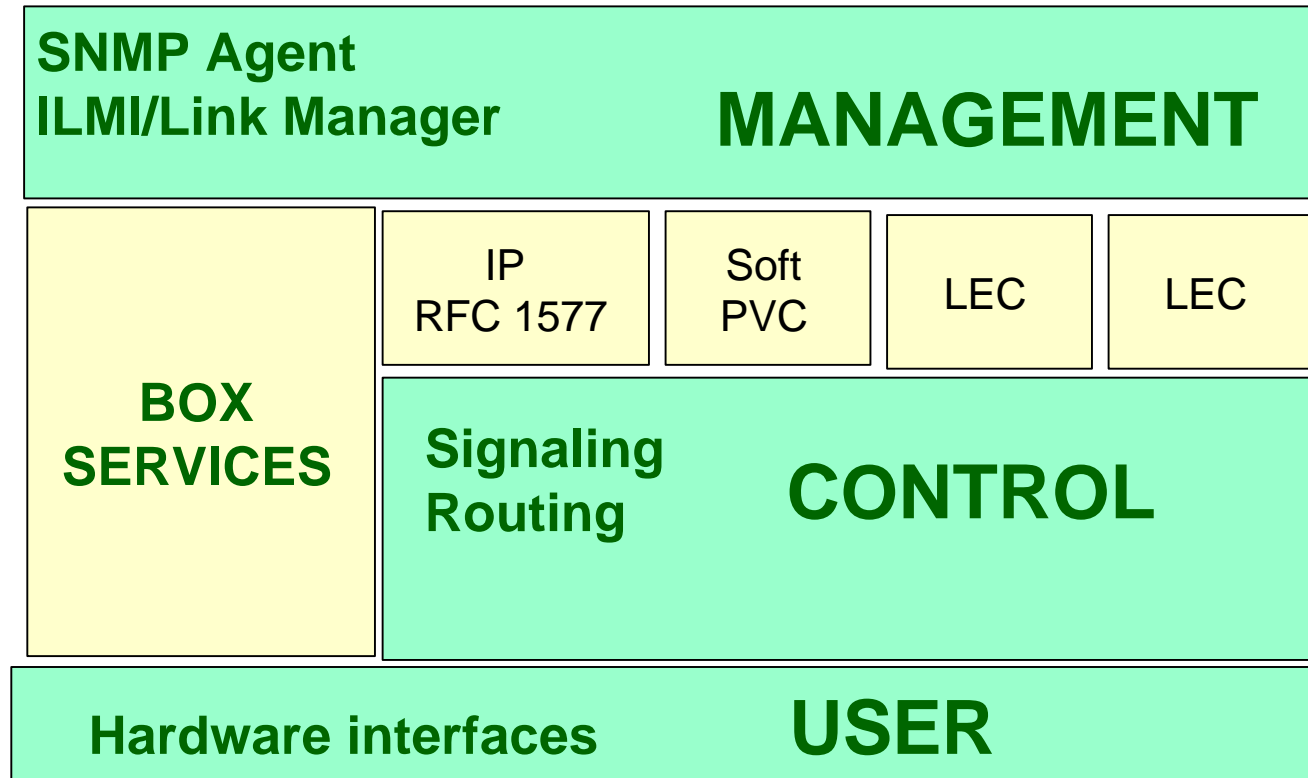 SNMP Agent
ILMI/Link Manager
MANAGEMENT
BOX
SERVICES
IP
RFC 1577
Soft
PVC
LEC
LEC
Signaling
Routing
CONTROL
Hardware interfaces
USER